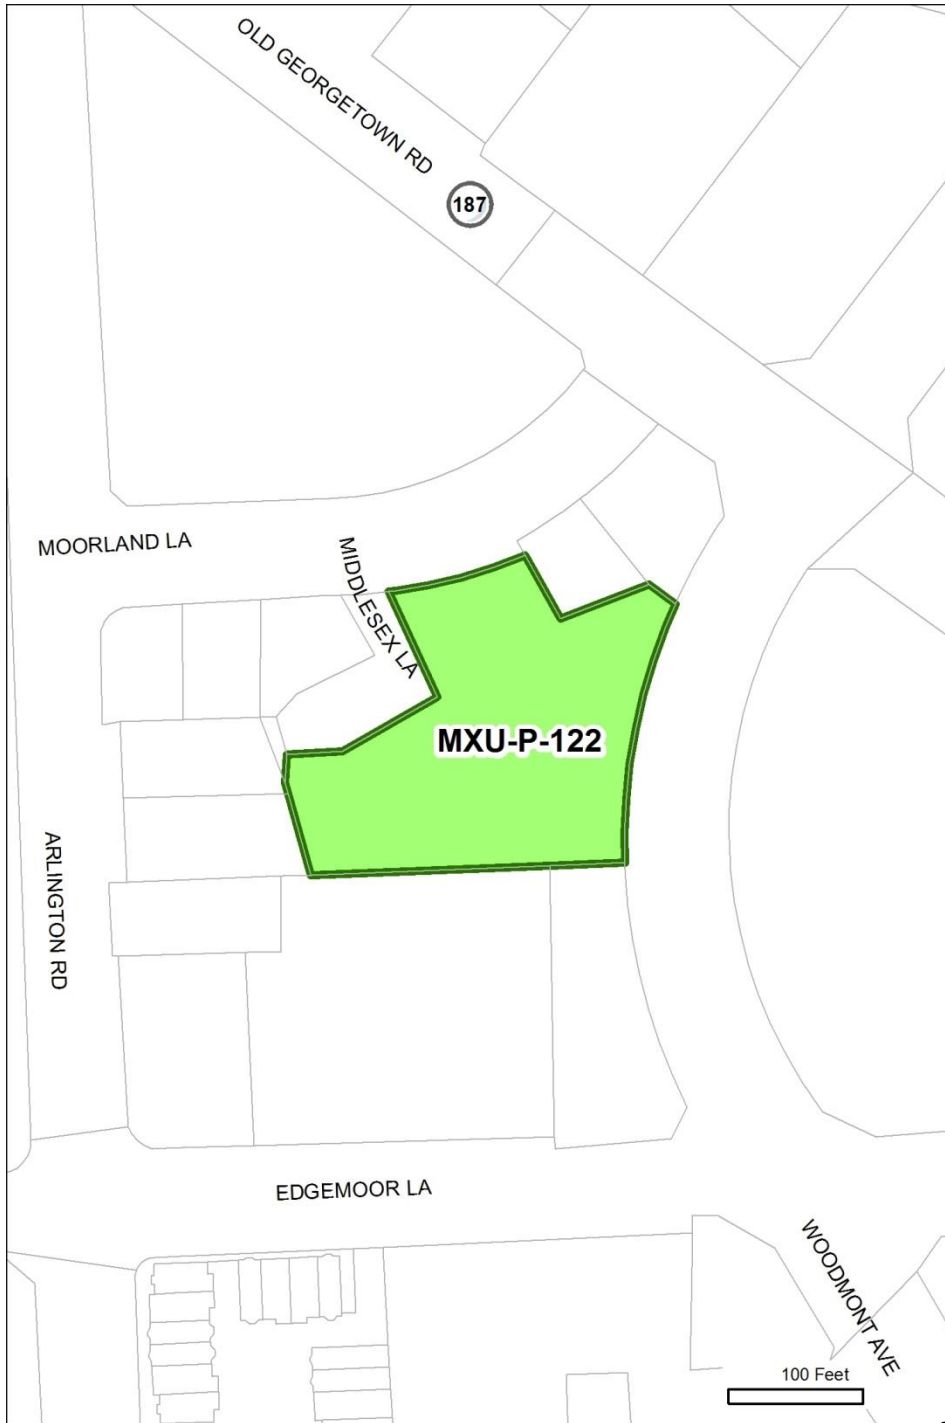 OLD GEORGETOWN RD
187
MOORLAND LA
MIDDLESEX LA
MXU-P-122
ARLINGTON RD
EDGEMOOR LA
WOODMONT AVE
100 Feet